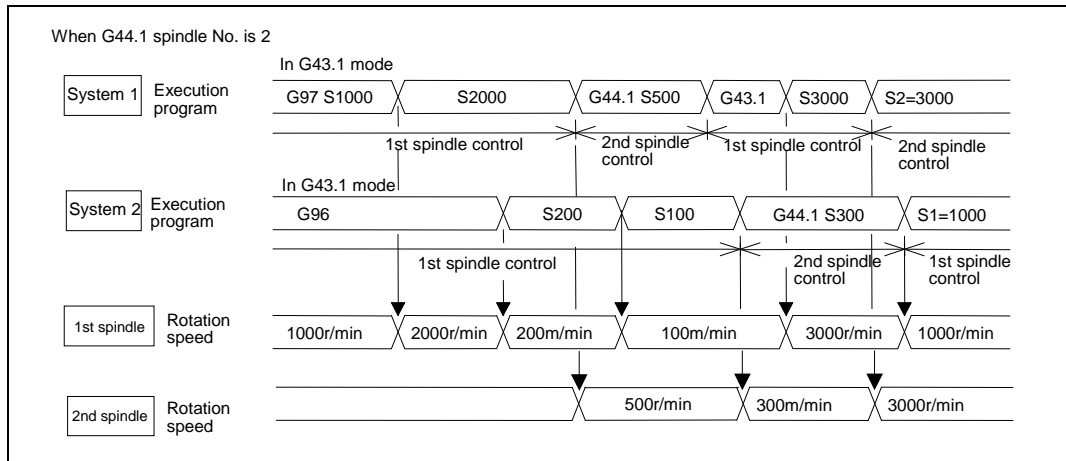 When G44.1 spindle No. is 2
In G43.1 mode
System 1
Execution
program
G97 S1000
S2000
G44.1 S500
G43.1
S3000
S2=3000
1st spindle control
2nd spindle
control
1st spindle control
2nd spindle
control
In G43.1 mode
System 2
Execution
program
G96
S200
S100
G44.1 S300
S1=1000
1st spindle control
2nd spindle
control
1st spindle
control
1st spindle
Rotation
speed
1000r/min
2000r/min
200m/min
100m/min
3000r/min
1000r/min
2nd spindle
Rotation
speed
500r/min
300m/min
3000r/min